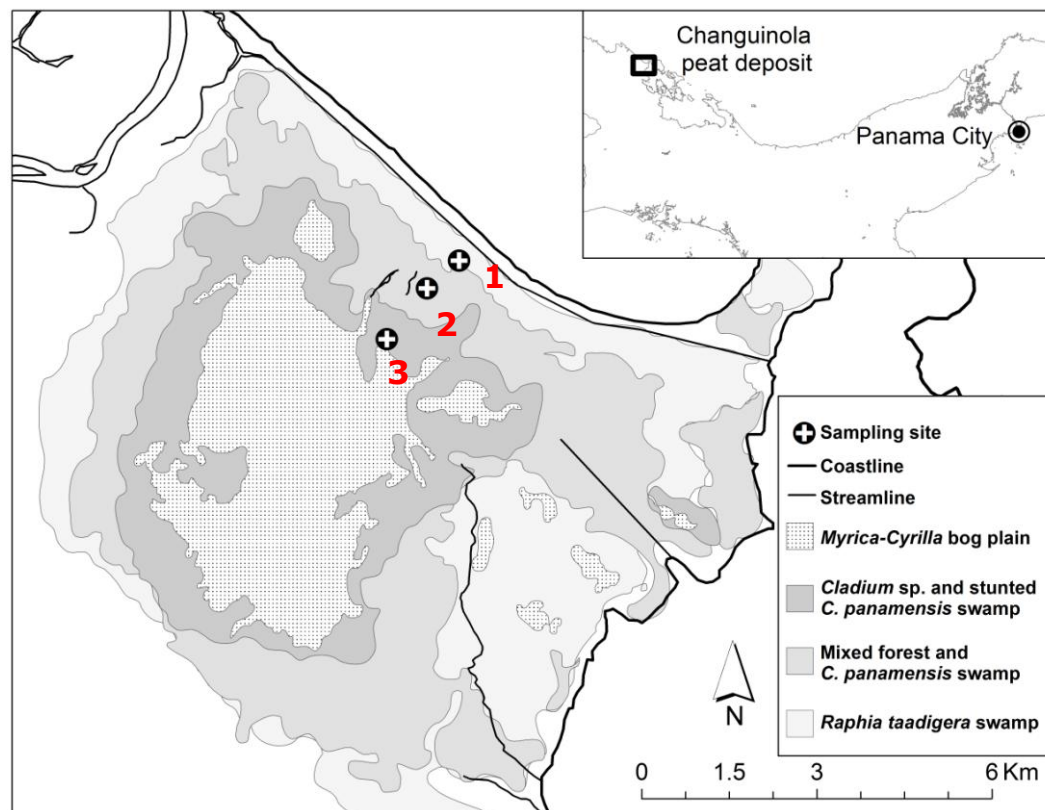 Changuinola
peat deposit
Panama City
1
2
3
Sampling site
Coastline
Streamline
Myrica-Cyrilla bog plain
Cladium sp. and stunted
C. panamensis swamp
Mixed forest and
C. panamensis swamp
Raphia taadigera swamp
N
0 1.5 3 6 Km